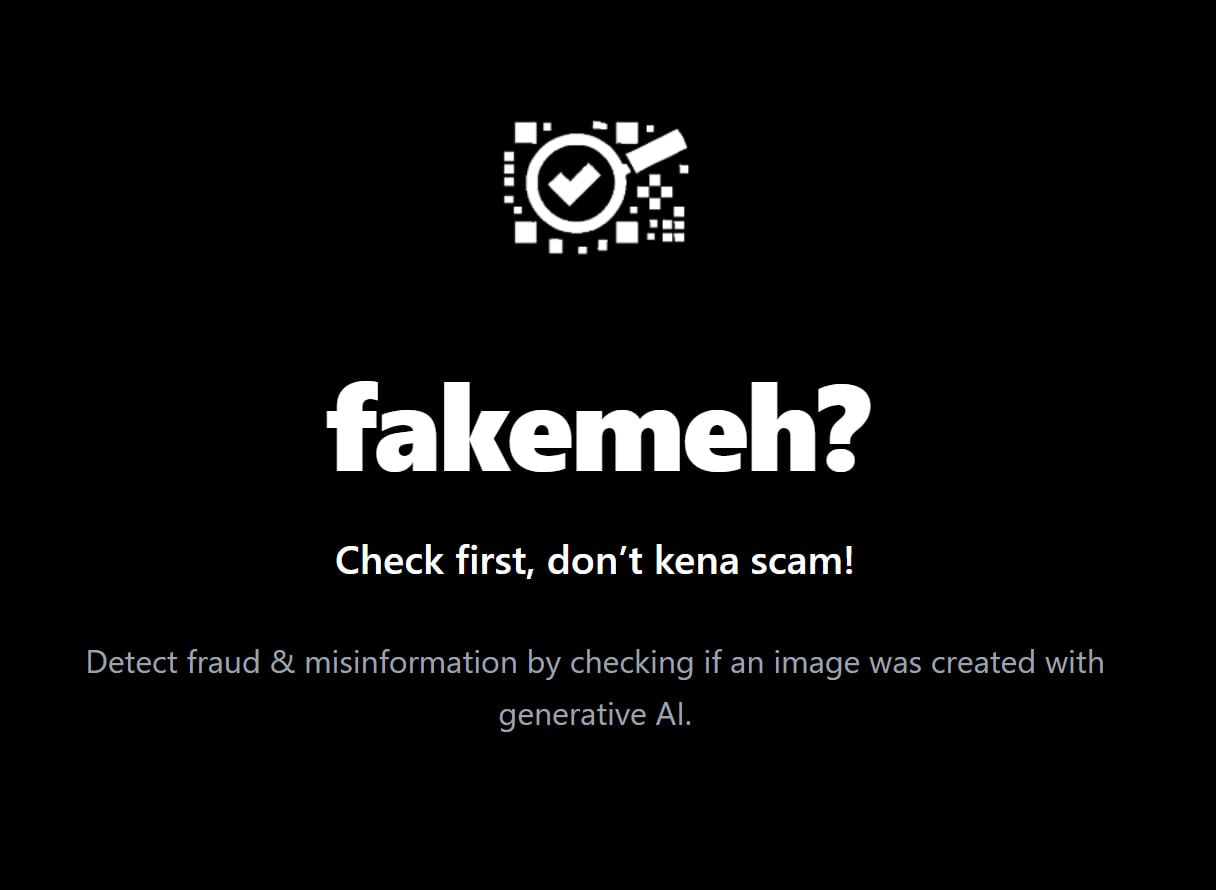 fakemeh?
Check first, don’t kena scam!
Detect fraud & misinformation by checking if an image was created with
generative AI.